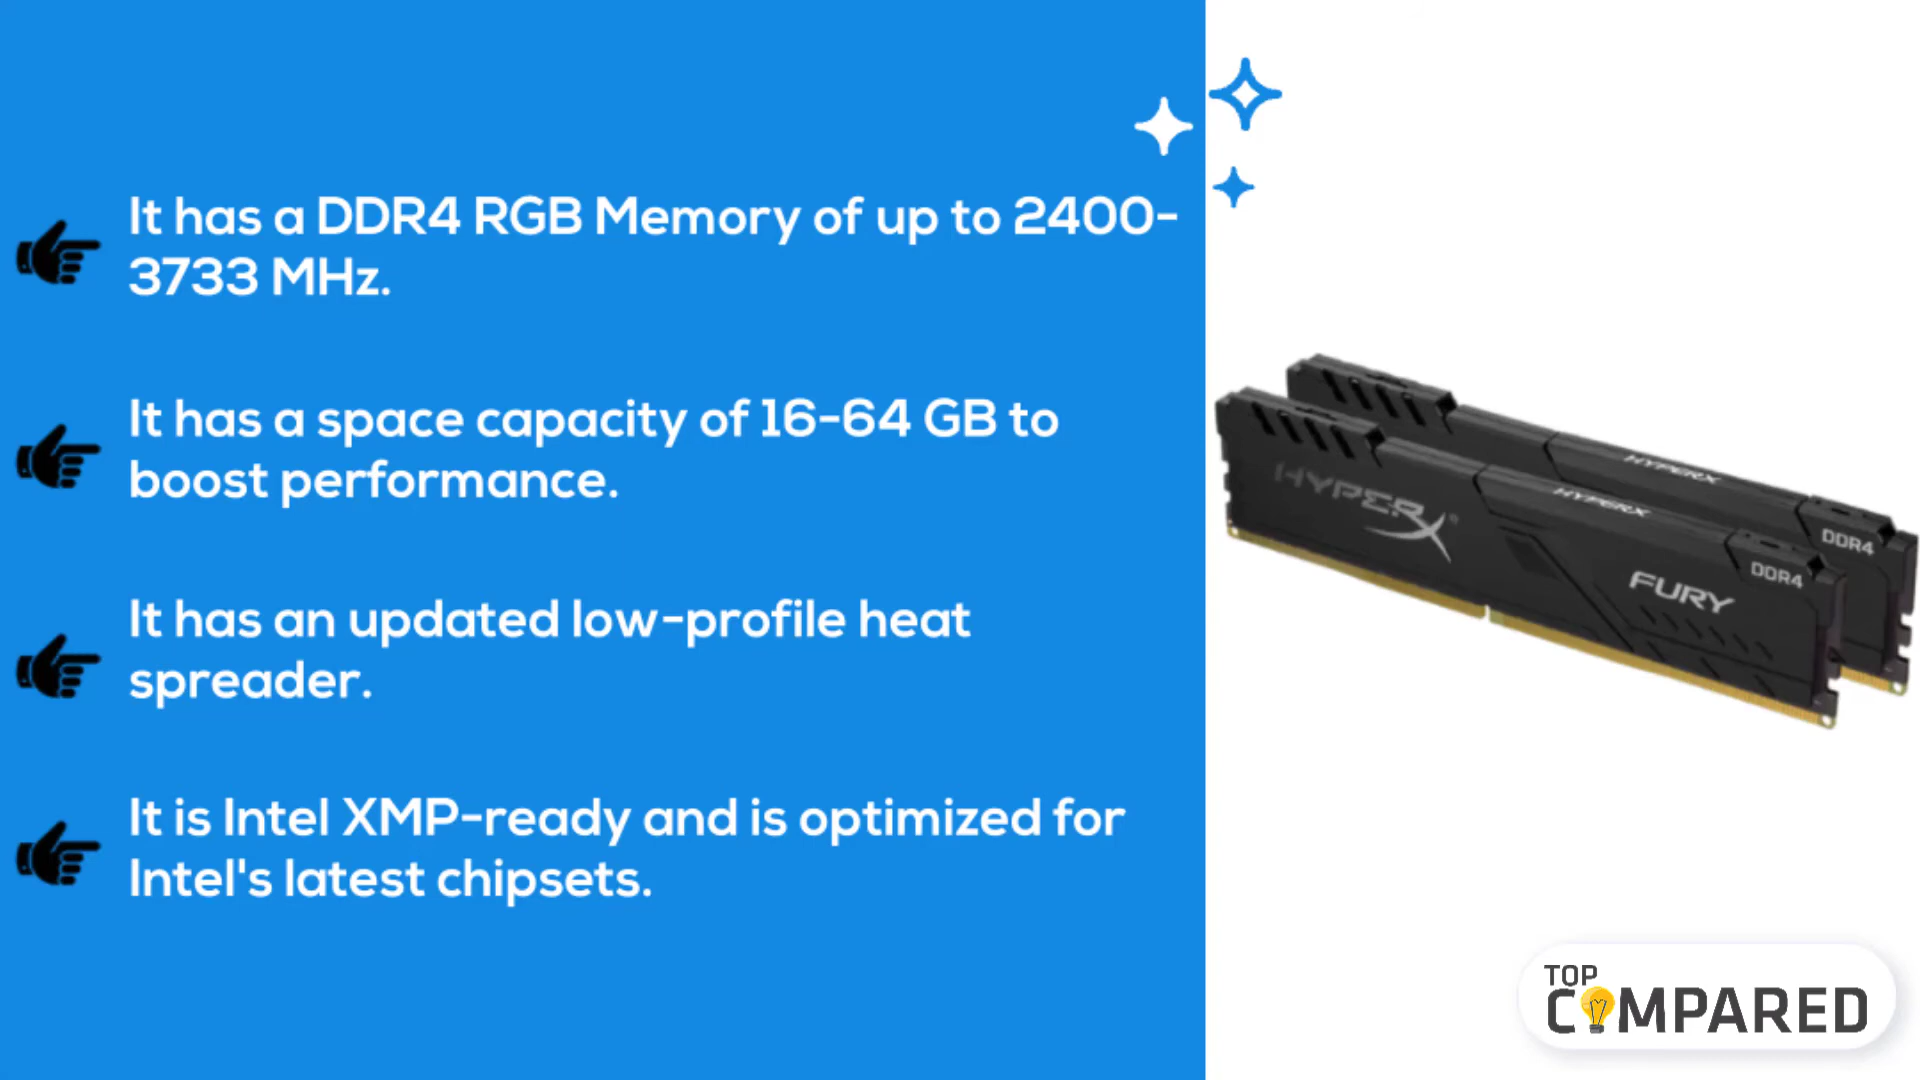 It has a DDR4 RGB Memory of up to 2400-
3733 MHz.
It has a space capacity of 16-64 GB to
boost performance.
It has an updated low-profile heat
spreader.
It is Intel XMP-ready and is optimized for
Intel's latest chipsets.
HYPERX
DDR4
HYPERX
HYPERX
DDR4
FURY
TOP
COMPARED